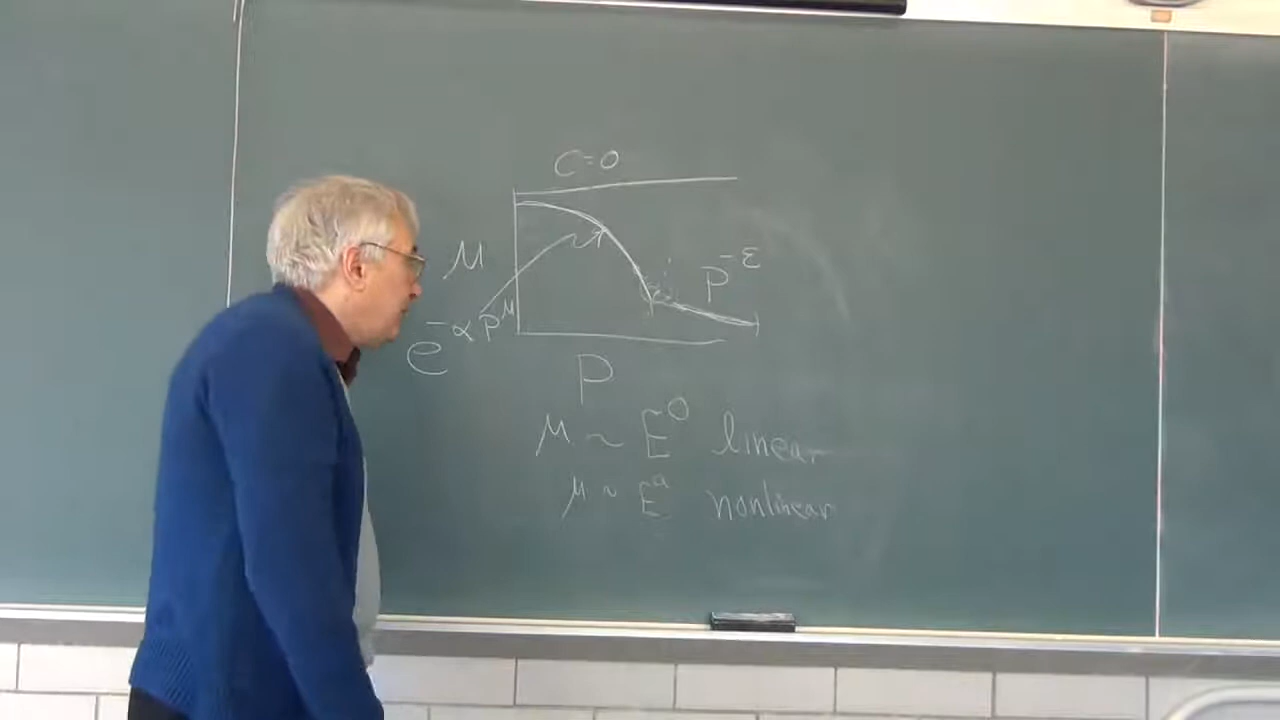 C=0
μ
P^-ε
e^-αP^μ
P
μ ~ E^0 linear
μ ~ E^a nonlinear